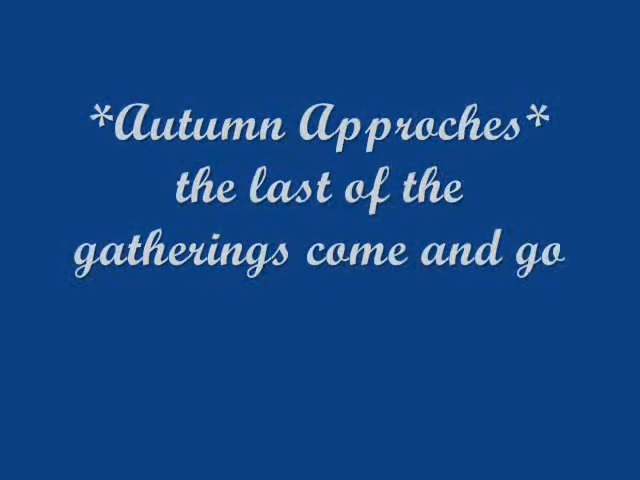 *Autumn Approches*
the last of the
gatherings come and go